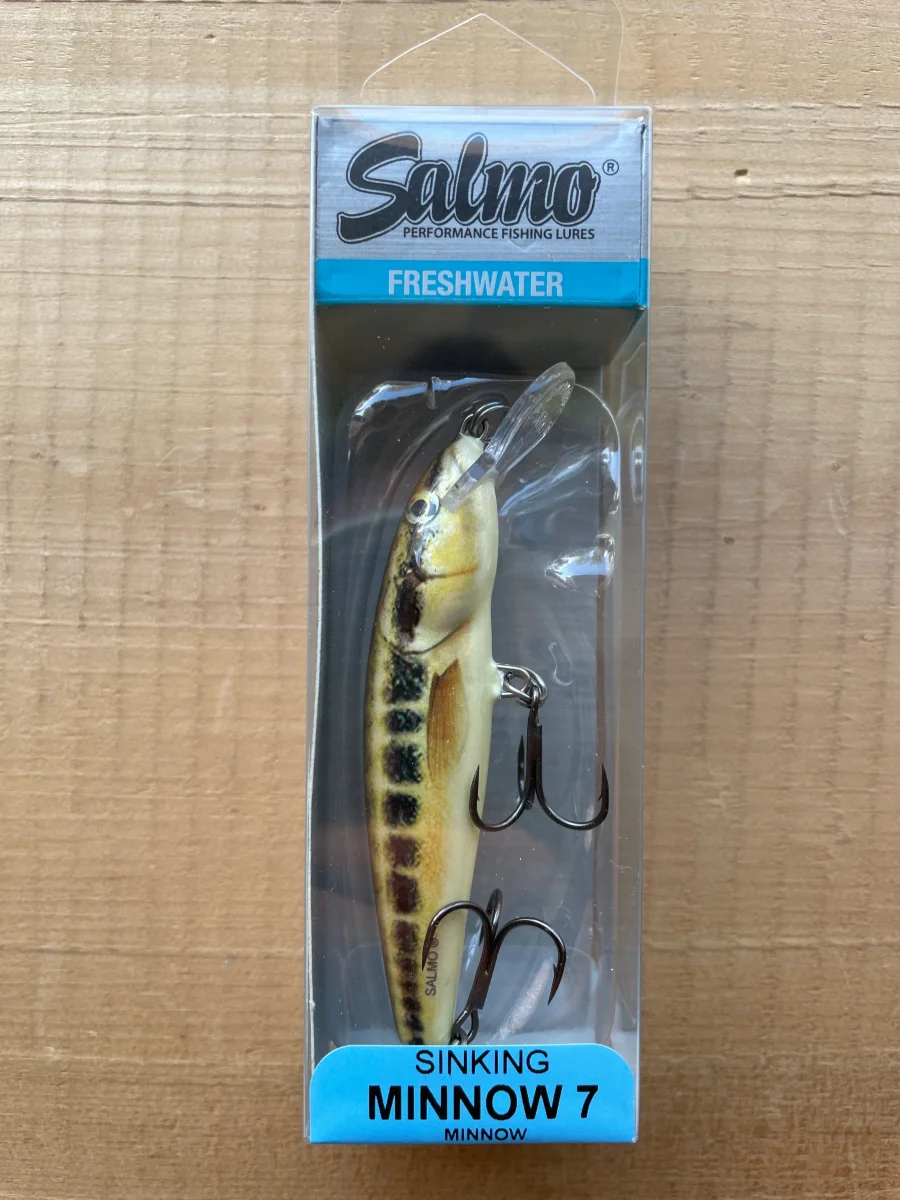 Salmo®
PERFORMANCE FISHING LURES
FRESHWATER
SALMO ®
SINKING
MINNOW 7
MINNOW